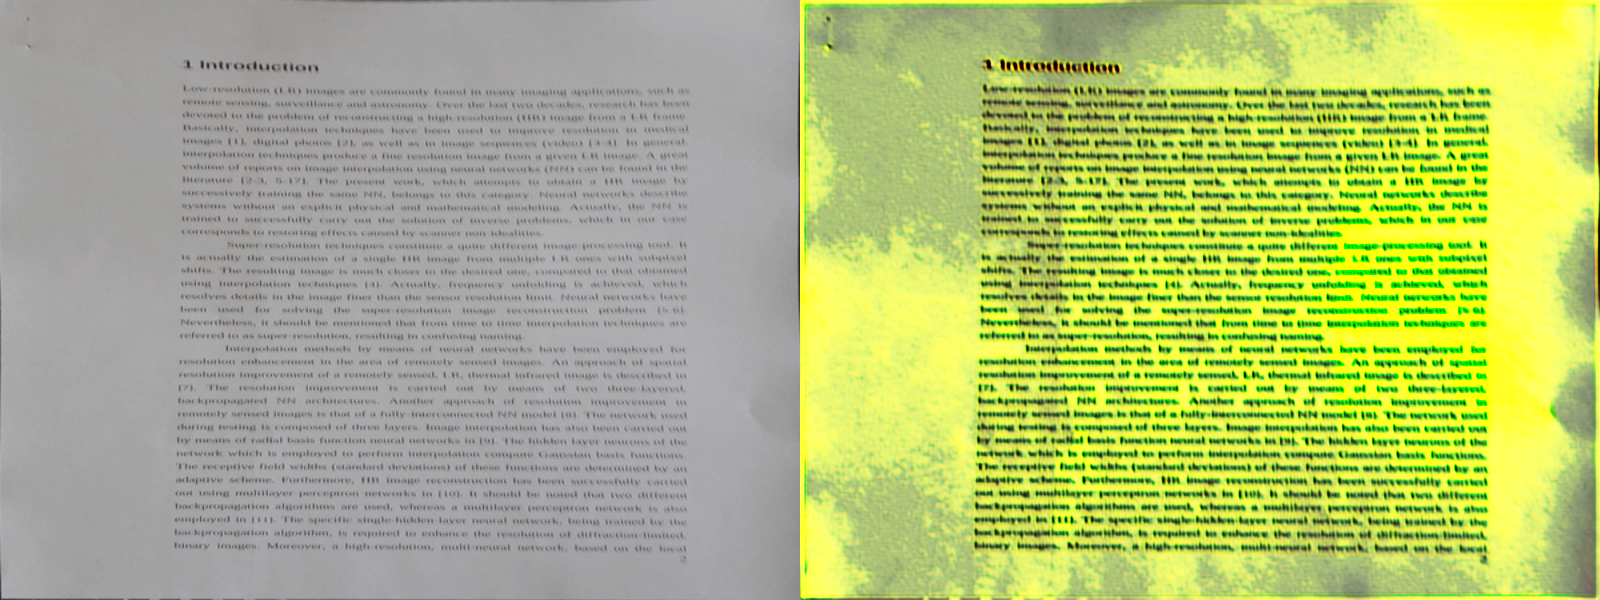 1 Introduction
Low-resolution (LR) images are commonly found in many imaging applications, such as
remote sensing, surveillance and astronomy. Over the last two decades, research has been
devoted to the problem of reconstructing a high-resolution (HR) image from a LR frame.
Basically, interpolation techniques have been used to improve resolution in medical
images [1], digital photos [2], as well as in image sequences (video) [3-4]. In general,
interpolation techniques produce a fine resolution image from a given LR image. A great
volume of reports on image interpolation using neural networks (NN) can be found in the
literature [2-3, 5-17]. The present work, which attempts to obtain a HR image by
successively training the same NN, belongs to this category. Neural networks describe
systems without an explicit physical and mathematical modeling. Actually, the NN is
trained to successfully carry out the solution of inverse problems, which in our case
corresponds to restoring effects caused by scanner non-idealities.
Super-resolution techniques constitute a quite different image-processing tool. It
is actually the estimation of a single HR image from multiple LR ones with subpixel
shifts. The resulting image is much closer to the desired one, compared to that obtained
using interpolation techniques [4]. Actually, frequency unfolding is achieved, which
resolves details in the image finer than the sensor resolution limit. Neural networks have
been used for solving the super-resolution image reconstruction problem [5-6].
Nevertheless, it should be mentioned that from time to time interpolation techniques are
referred to as super-resolution, resulting in confusing naming.
Interpolation methods by means of neural networks have been employed for
resolution enhancement in the area of remotely sensed images. An approach of spatial
resolution improvement of a remotely sensed, LR, thermal infrared image is described in
[7]. The resolution improvement is carried out by means of two three-layered,
backpropagated NN architectures. Another approach of resolution improvement in
remotely sensed images is that of a fully-interconnected NN model [8]. The network used
during testing is composed of three layers. Image interpolation has also been carried out
by means of radial basis function neural networks in [9]. The hidden layer neurons of the
network which is employed to perform interpolation compute Gaussian basis functions.
The receptive field widths (standard deviations) of these functions are determined by an
adaptive scheme. Furthermore, HR image reconstruction has been successfully carried
out using multilayer perceptron networks in [10]. It should be noted that two different
backpropagation algorithms are used, whereas a multilayer perceptron network is also
employed in [11]. The specific single-hidden-layer neural network, being trained by the
backpropagation algorithm, is required to enhance the resolution of diffraction-limited,
binary images. Moreover, a high-resolution, multi-neural network, based on the local
2